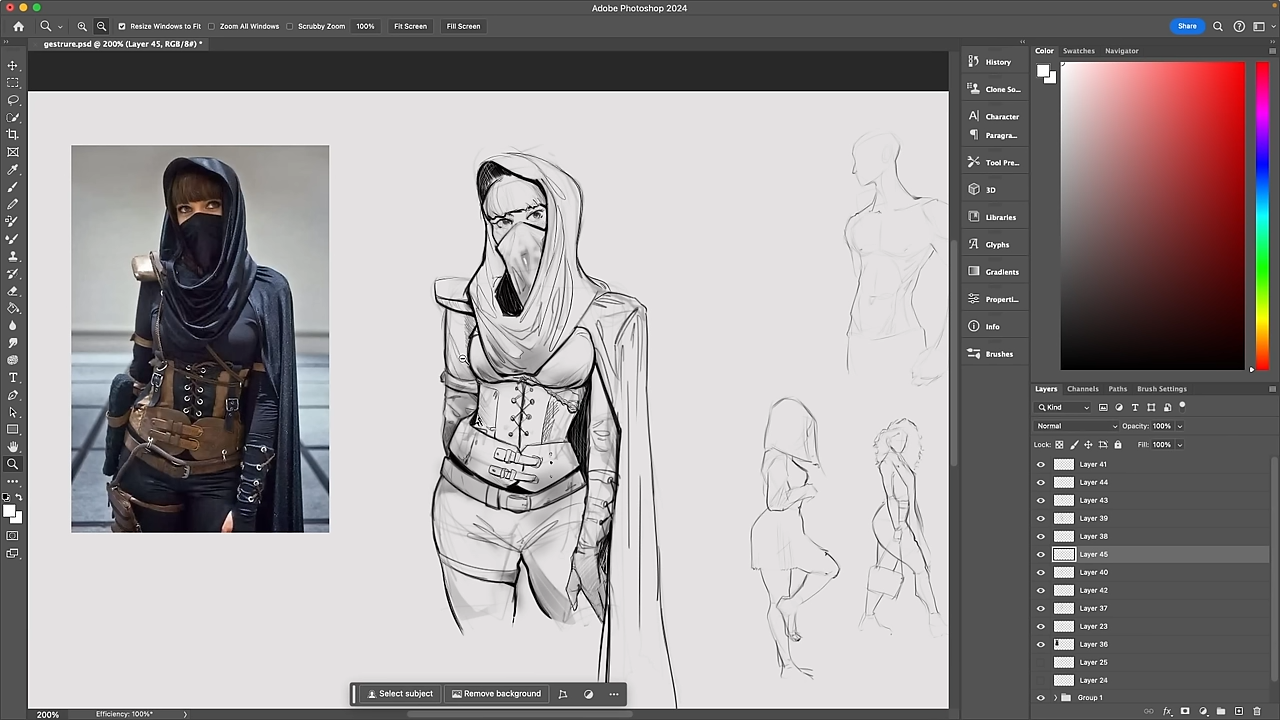 Adobe Photoshop 2024
Resize Windows to Fit
Zoom All Windows
Scrubby Zoom
100%
Fit Screen
Fill Screen
Share
gestrure.psd @ 200% (Layer 45, RGB/8#) *
History
Clone So...
Character
Paragra...
Tool Pre...
3D
Libraries
Glyphs
Gradients
Properti...
Info
Brushes
Color
Swatches
Navigator
Layers
Channels
Paths
Brush Settings
Kind
Normal
Opacity: 100%
Lock:
Fill: 100%
Layer 41
Layer 44
Layer 43
Layer 39
Layer 38
Layer 45
Layer 40
Layer 42
Layer 37
Layer 23
Layer 36
Layer 25
Layer 24
Group 1
Select subject
Remove background
200%
Efficiency: 100%*